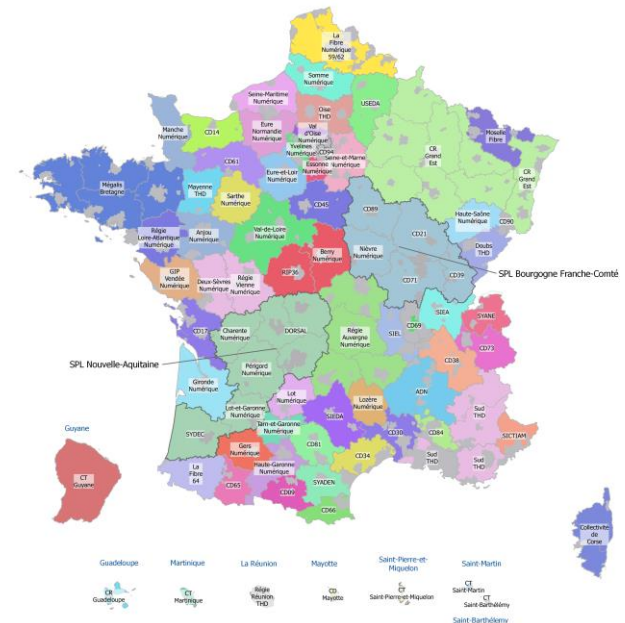 La
Fibre
Numérique
59/62
Somme
Numérique
USEDA
Seine-Maritime
Numérique
Oise
THD
Eure
Normandie
Numérique
Val
d'Oise
Numérique
Yvelines
Numérique
CD94
Essonne
Numérique
Seine-et-Marne
Numérique
CR
Grand
Est
Moselle
Fibre
CR
Grand
Est
Manche
Numérique
CD14
CD61
Mégalis
Bretagne
Mayenne
THD
Sarthe
Numérique
Eure-et-Loir
Numérique
CD45
CD89
CD21
Haute-Saône
Numérique
CD90
Doubs
THD
Régie
Loire-Atlantique
Numérique
Anjou
Numérique
Val-de-Loire
Numérique
Berry
Numérique
Nièvre
Numérique
CD71
CD39
SPL Bourgogne Franche-Comté
GIP
Vendée
Numérique
Deux-Sèvres
Numérique
Régie
Vienne
Numérique
RIP36
CD17
Charente
Numérique
DORSAL
Régie
Auvergne
Numérique
SIEL
CD69
SIEA
SYANE
CD38
CD73
SPL Nouvelle-Aquitaine
Périgord
Numérique
Gironde
Numérique
Lot
Numérique
Lot-et-Garonne
Numérique
Tarn-et-Garonne
Numérique
SIEDA
Lozère
Numérique
ADN
Sud
THD
SICTIAM
SYDEC
Gers
Numérique
CD81
CD30
CD84
CD34
Sud
THD
Sud
THD
La
Fibre
64
CD65
Haute-Garonne
Numérique
CD09
SYADEN
CD66
Guyane
CT
Guyane
Collectivité
de
Corse
Guadeloupe
CR
Guadeloupe
Martinique
CT
Martinique
La Réunion
Régie
Réunion
THD
Mayotte
CD
Mayotte
Saint-Pierre-et-
Miquelon
CT
Saint-Pierre-et-Miquelon
Saint-Martin
CT
Saint-Martin
CT
Saint-Barthélémy
Saint-Barthélemy